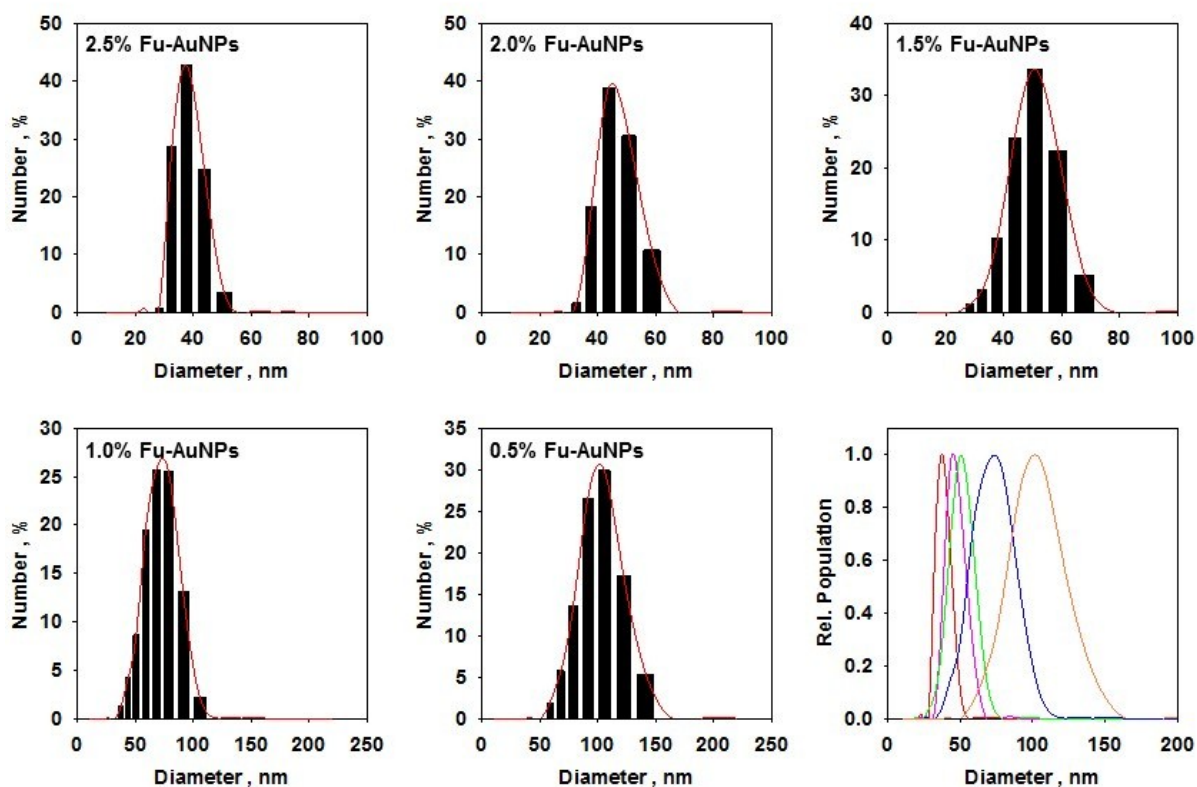 2.5% Fu-AuNPs
Number , %
50
40
30
20
10
0
0 20 40 60 80 100
Diameter , nm
2.0% Fu-AuNPs
Number , %
50
40
30
20
10
0
0 20 40 60 80 100
Diameter , nm
1.5% Fu-AuNPs
Number , %
40
30
20
10
0
0 20 40 60 80 100
Diameter , nm
1.0% Fu-AuNPs
Number , %
30
25
20
15
10
5
0
0 50 100 150 200 250
Diameter , nm
0.5% Fu-AuNPs
Number , %
35
30
25
20
15
10
5
0
0 50 100 150 200 250
Diameter , nm
Rel. Population
1.0
0.8
0.6
0.4
0.2
0.0
0 50 100 150 200
Diameter , nm